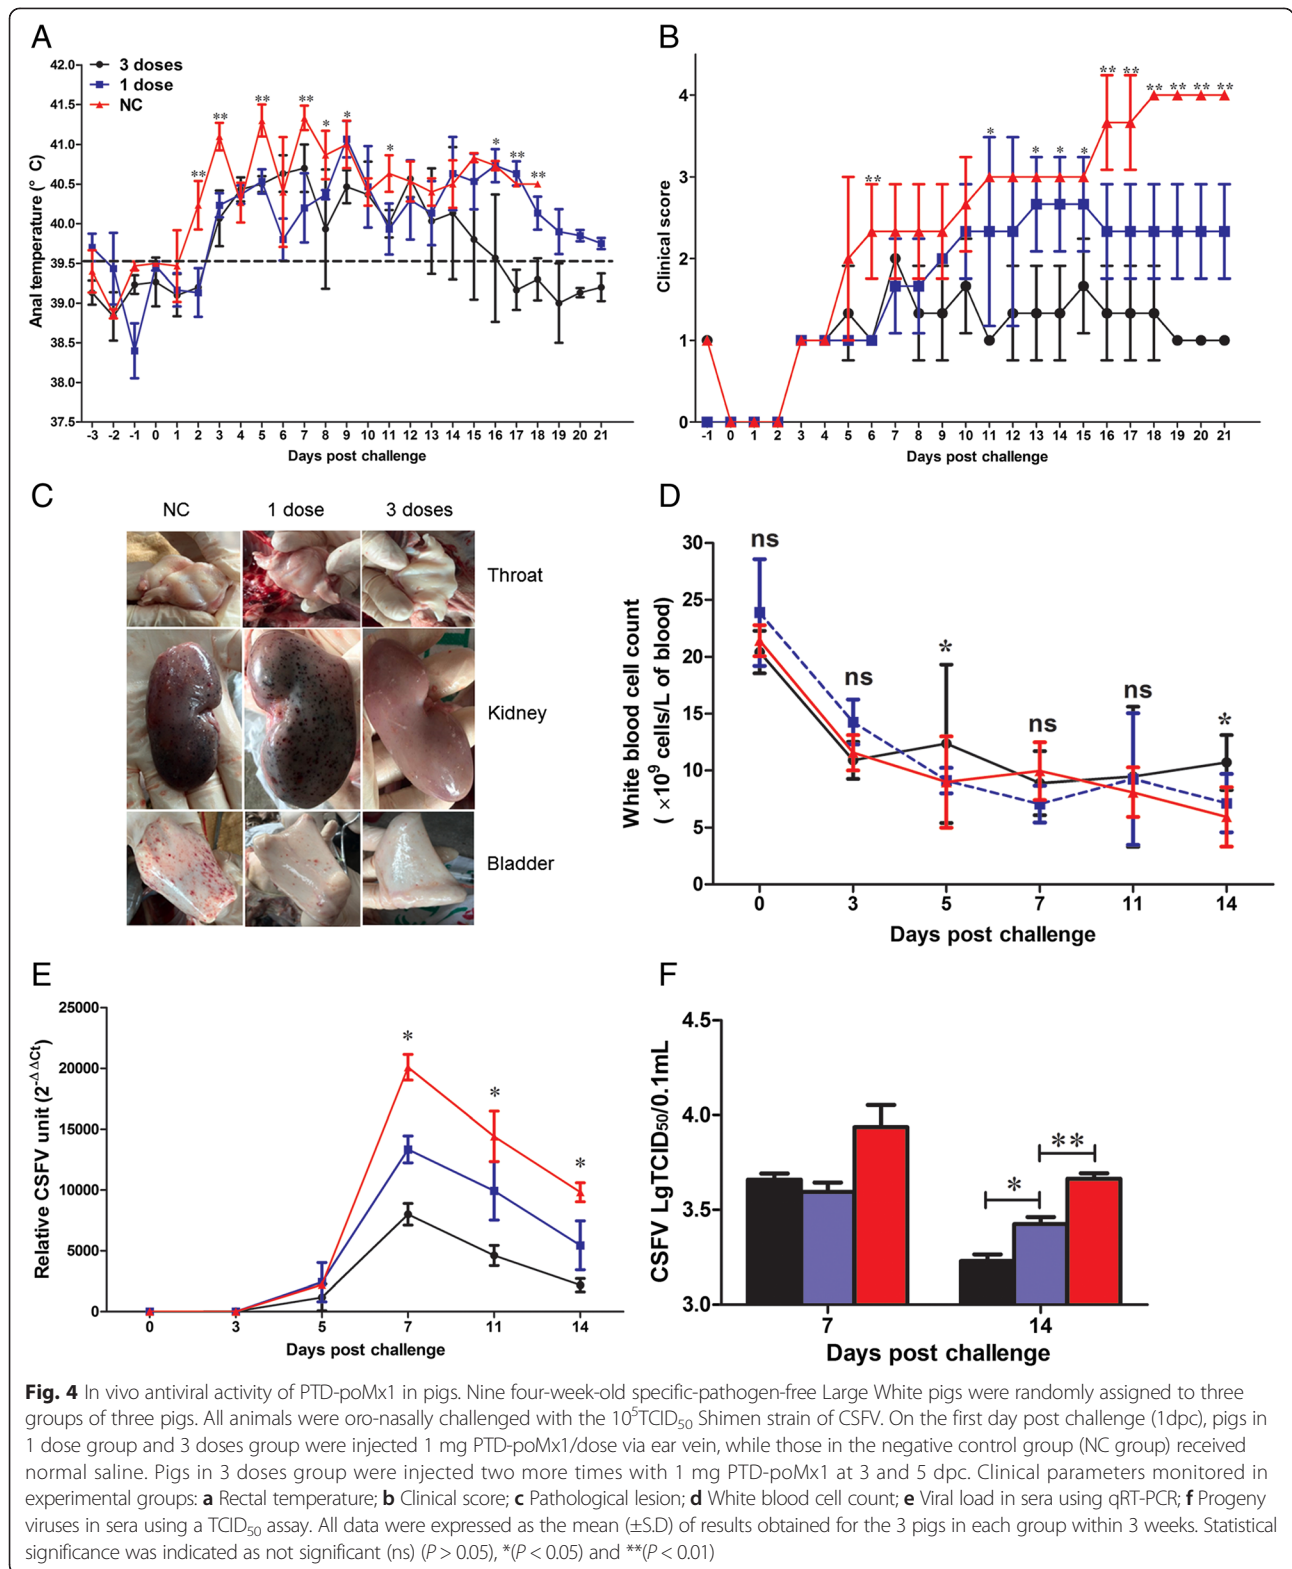 A
3 doses
1 dose
NC
** ** ** ** * * * * ** **
Anal temperature (° C)
42.0
41.5
41.0
40.5
40.0
39.5
39.0
38.5
38.0
37.5
-3 -2 -1 0 1 2 3 4 5 6 7 8 9 10 11 12 13 14 15 16 17 18 19 20 21
Days post challenge
B
** * * * * ** ** ** ** ** **
Clinical score
4
3
2
1
0
-1 0 1 2 3 4 5 6 7 8 9 10 11 12 13 14 15 16 17 18 19 20 21
Days post challenge
C
NC 1 dose 3 doses
Throat
Kidney
Bladder
D
ns ns * ns ns *
White blood cell count
( ×10⁹ cells/L of blood)
30
25
20
15
10
5
0
0 3 5 7 11 14
Days post challenge
E
* * *
Relative CSFV unit (2^-ΔΔCt)
25000
20000
15000
10000
5000
0
0 3 5 7 11 14
Days post challenge
F
* **
CSFV LgTCID₅₀/0.1mL
4.5
4.0
3.5
3.0
7 14
Days post challenge
Fig. 4 In vivo antiviral activity of PTD-poMx1 in pigs. Nine four-week-old specific-pathogen-free Large White pigs were randomly assigned to three
groups of three pigs. All animals were oro-nasally challenged with the 10⁵TCID₅₀ Shimen strain of CSFV. On the first day post challenge (1dpc), pigs in
1 dose group and 3 doses group were injected 1 mg PTD-poMx1/dose via ear vein, while those in the negative control group (NC group) received
normal saline. Pigs in 3 doses group were injected two more times with 1 mg PTD-poMx1 at 3 and 5 dpc. Clinical parameters monitored in
experimental groups: a Rectal temperature; b Clinical score; c Pathological lesion; d White blood cell count; e Viral load in sera using qRT-PCR; f Progeny
viruses in sera using a TCID₅₀ assay. All data were expressed as the mean (±S.D) of results obtained for the 3 pigs in each group within 3 weeks. Statistical
significance was indicated as not significant (ns) (P > 0.05), *(P < 0.05) and **(P < 0.01)